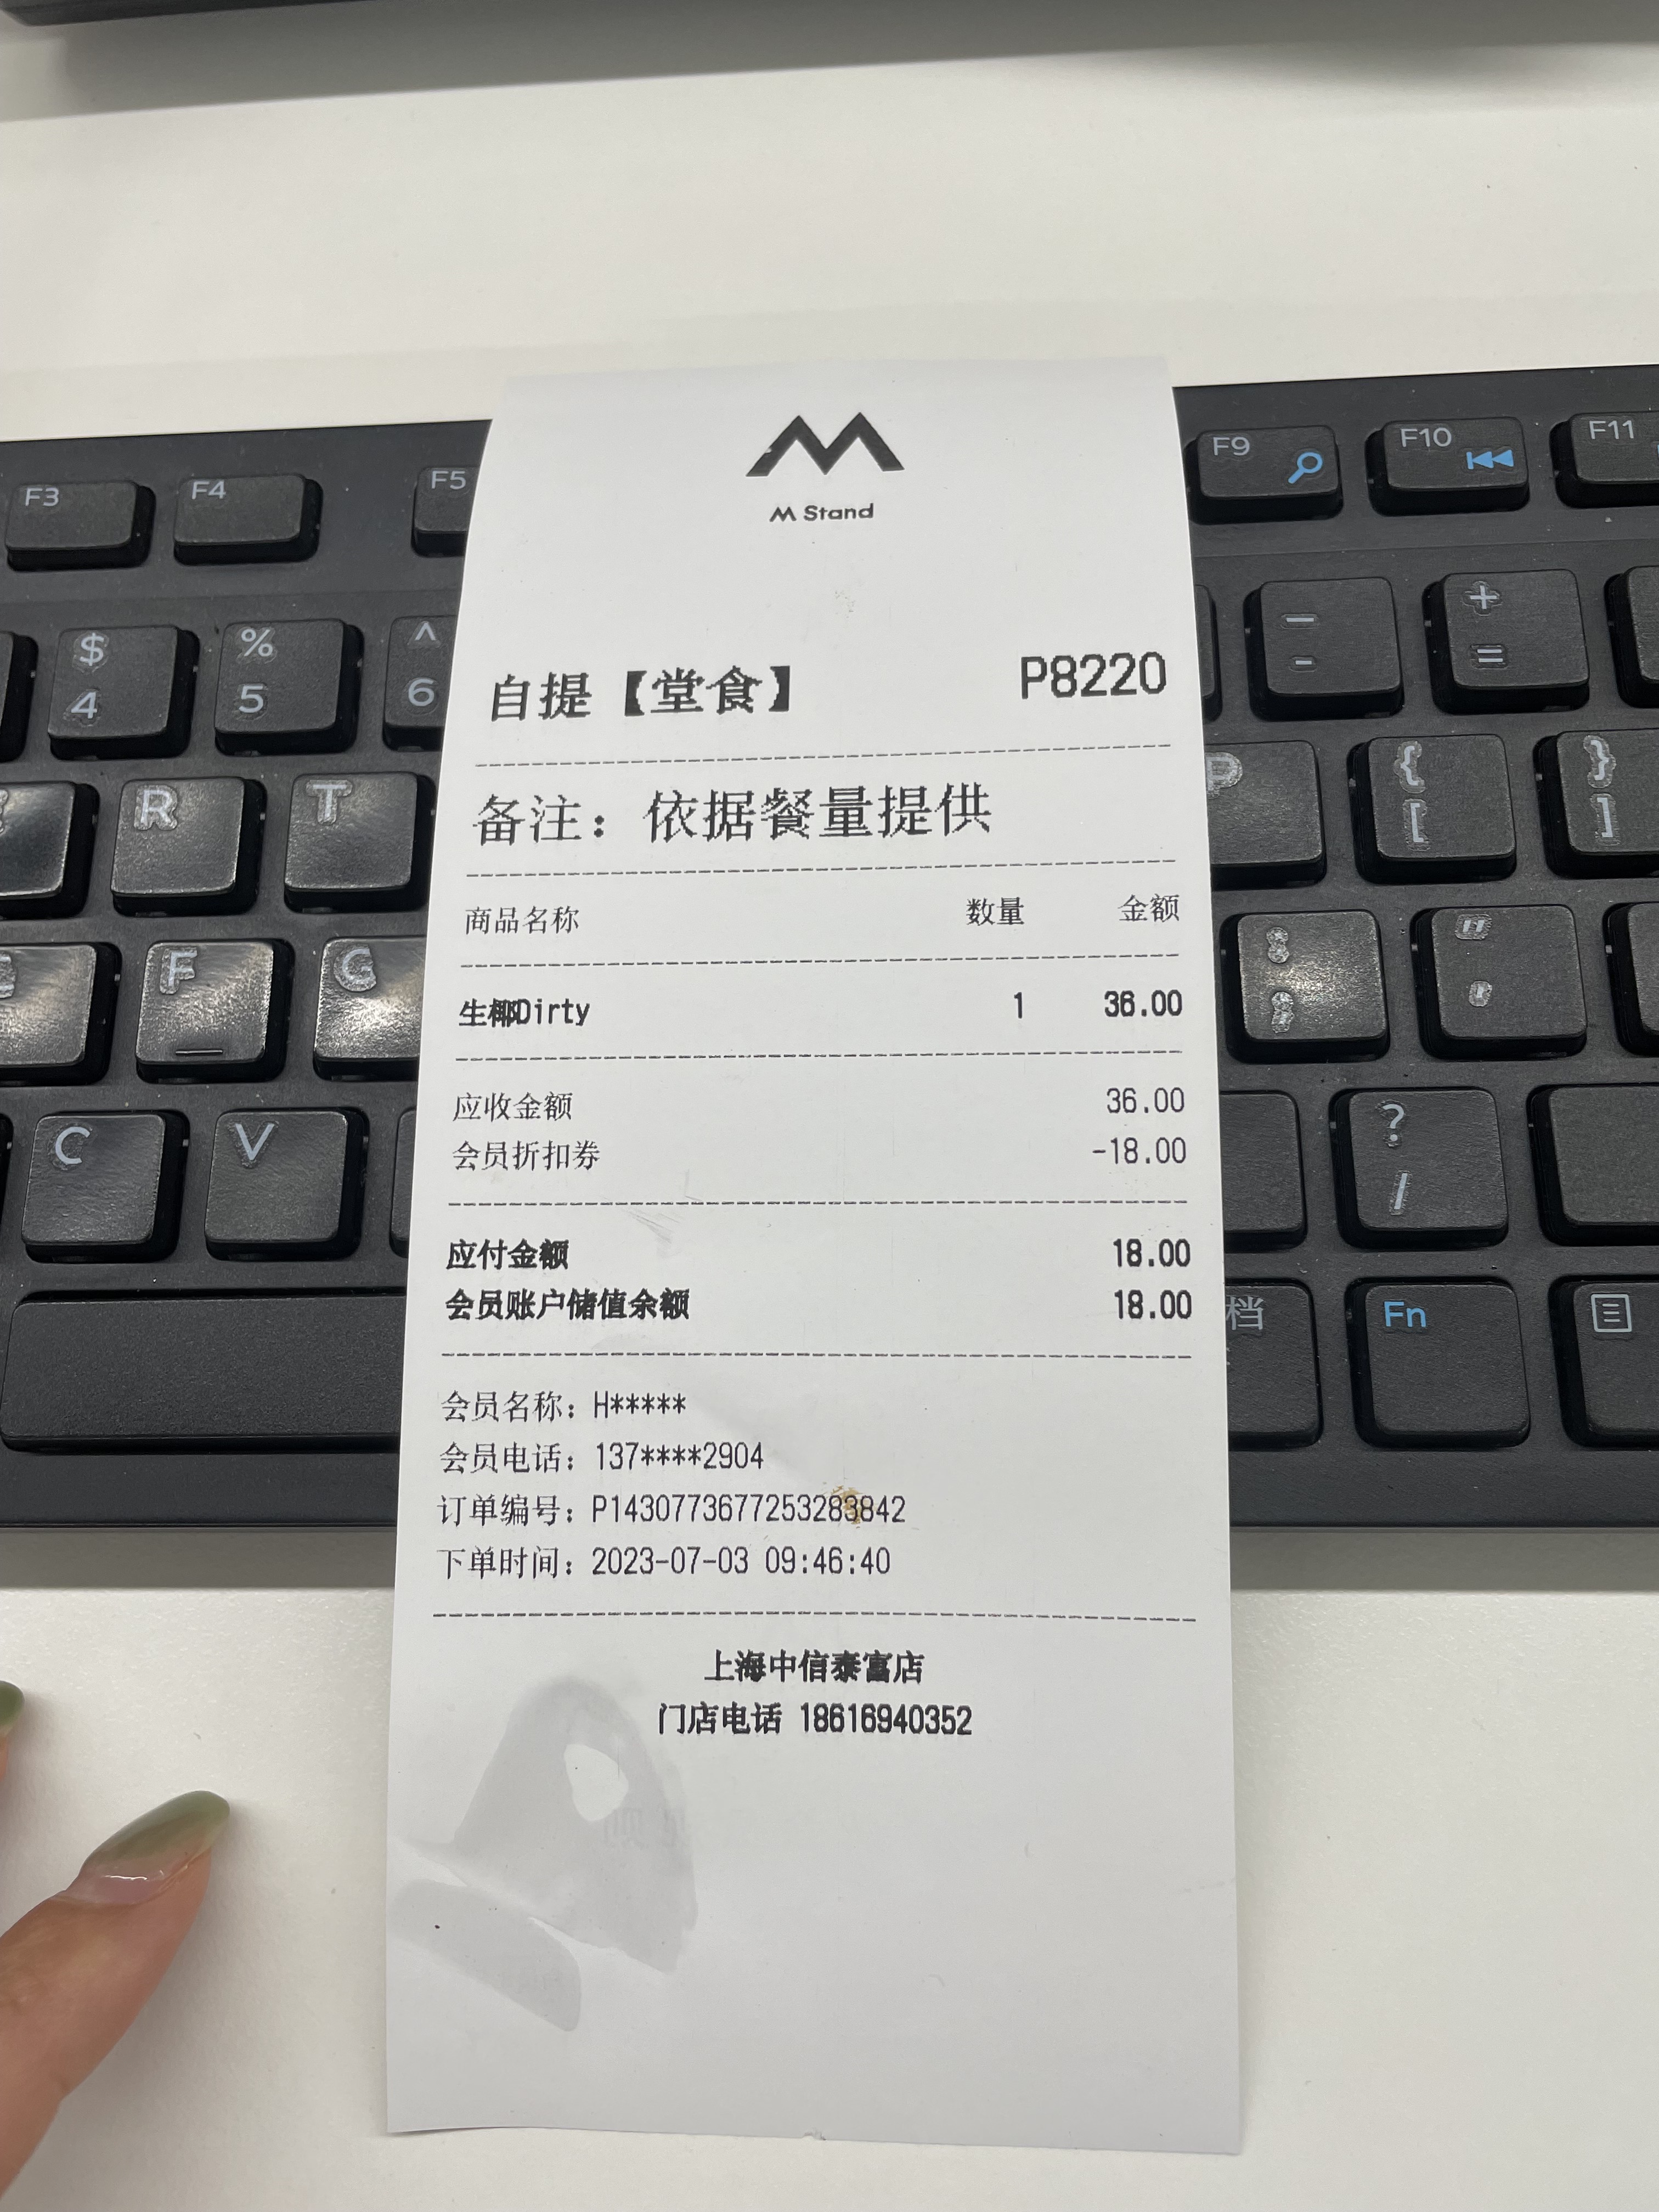 M Stand
自提【堂食】 P8220
备注：依据餐量提供
商品名称 数量 金额
生椰Dirty 1 36.00
应收金额 36.00
会员折扣券 -18.00
应付金额 18.00
会员账户储值余额 18.00
会员名称：H*****
会员电话：137****2904
订单编号：P1430773677253283842
下单时间：2023-07-03 09:46:40
上海中信泰富店
门店电话 18616940352
F3 F4 F5 F9 F10 F11
$ % ^ — +
4 5 6 - =
R T P { }
[ ]
F G : "
; '
C V ?
/
档 Fn